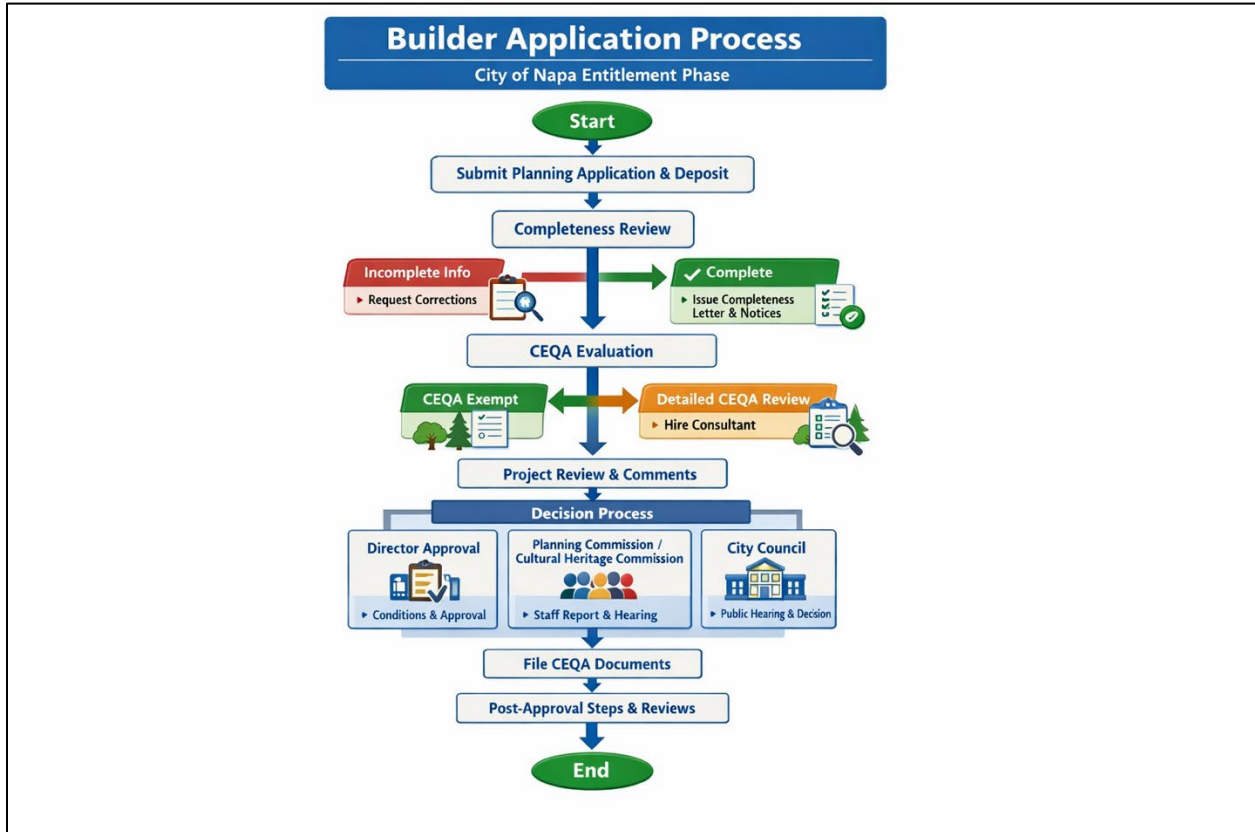 Builder Application Process
City of Napa Entitlement Phase
Start
Submit Planning Application & Deposit
Completeness Review
Incomplete Info
▸ Request Corrections
✓ Complete
▸ Issue Completeness
Letter & Notices
CEQA Evaluation
CEQA Exempt
Detailed CEQA Review
▸ Hire Consultant
Project Review & Comments
Decision Process
Director Approval
▸ Conditions & Approval
Planning Commission /
Cultural Heritage Commission
▸ Staff Report & Hearing
City Council
▸ Public Hearing & Decision
File CEQA Documents
Post-Approval Steps & Reviews
End